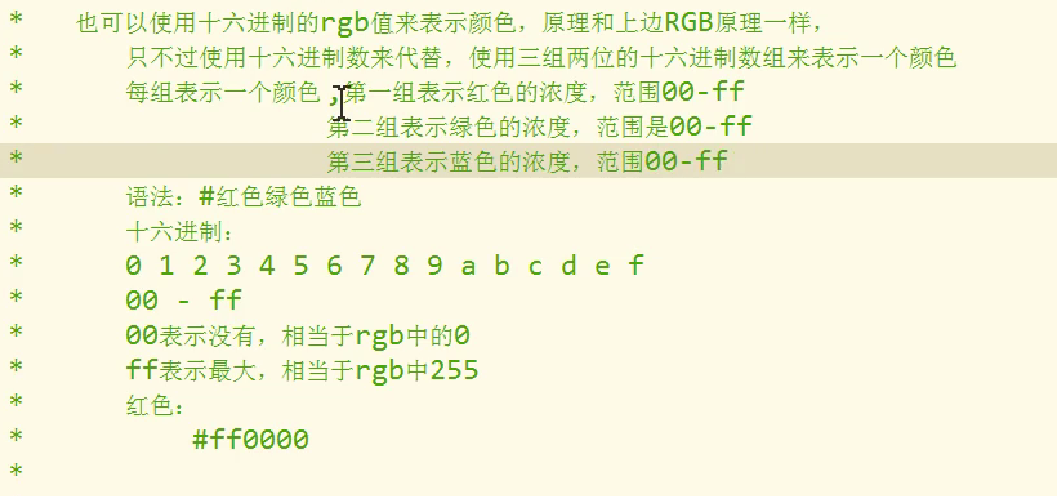 * 也可以使用十六进制的rgb值来表示颜色，原理和上边RGB原理一样，
* 只不过使用十六进制数来代替，使用三组两位的十六进制数组来表示一个颜色
* 每组表示一个颜色 ,第一组表示红色的浓度，范围00-ff
* 第二组表示绿色的浓度，范围是00-ff
* 第三组表示蓝色的浓度，范围00-ff
* 语法：#红色绿色蓝色
* 十六进制：
* 0 1 2 3 4 5 6 7 8 9 a b c d e f
* 00 - ff
* 00表示没有，相当于rgb中的0
* ff表示最大，相当于rgb中255
* 红色：
* #ff0000
*